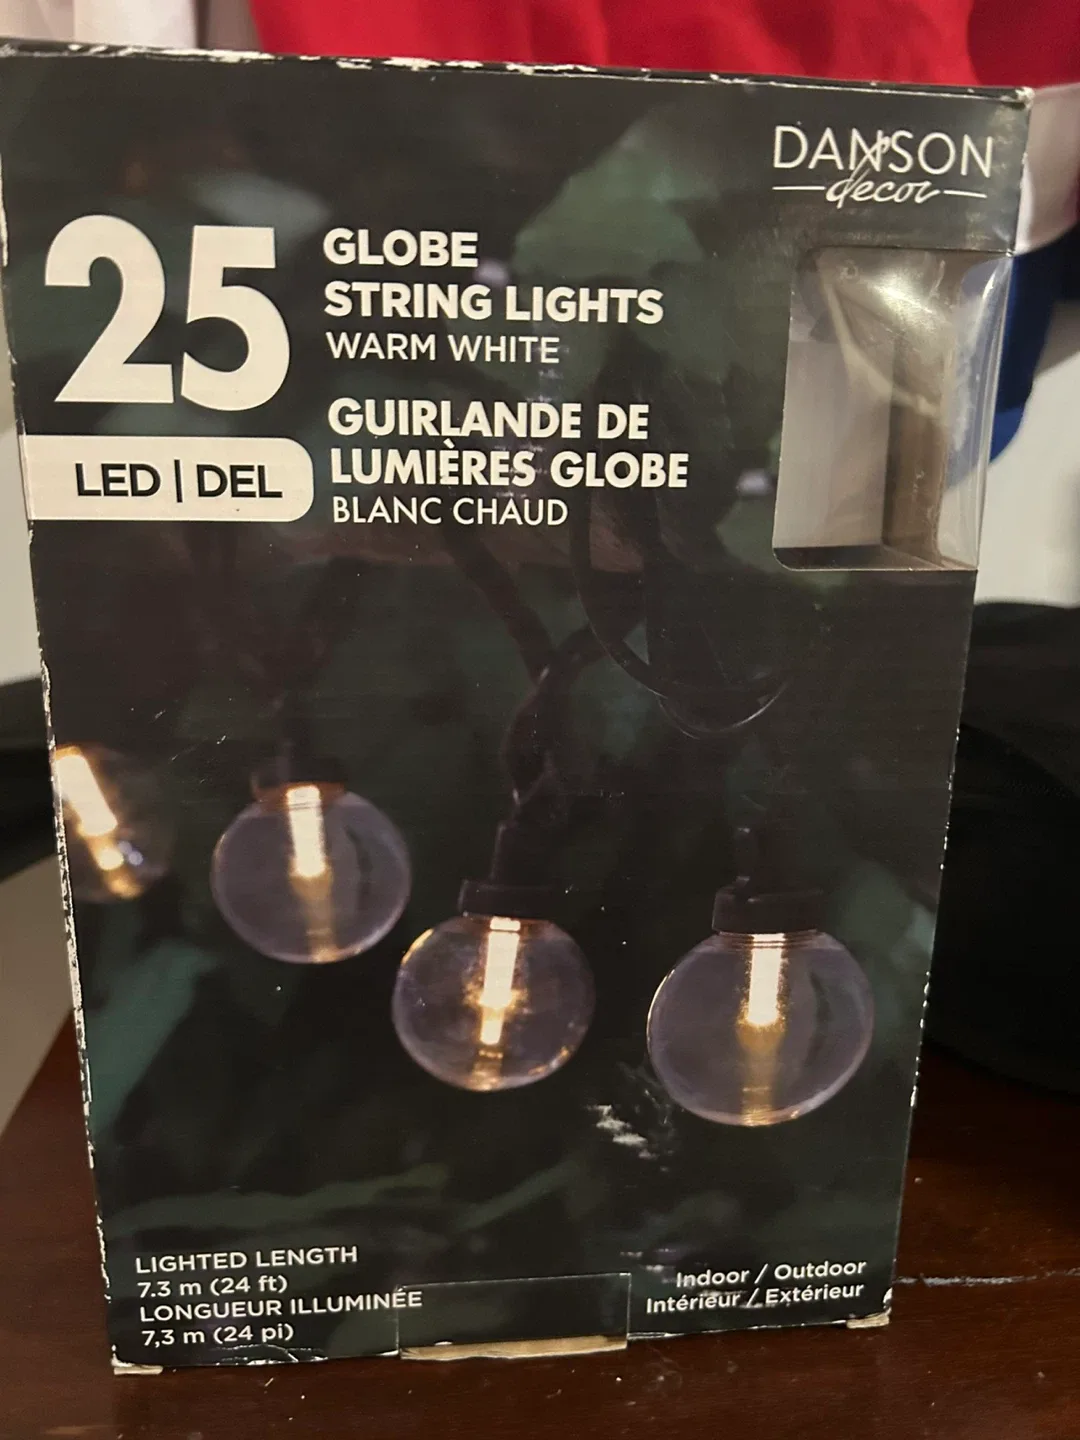 DANSON
decor
25
GLOBE
STRING LIGHTS
WARM WHITE
GUIRLANDE DE
LUMIÈRES GLOBE
BLANC CHAUD
LED | DEL
LIGHTED LENGTH
7.3 m (24 ft)
LONGUEUR ILLUMINÉE
7,3 m (24 pi)
Indoor / Outdoor
Intérieur / Extérieur